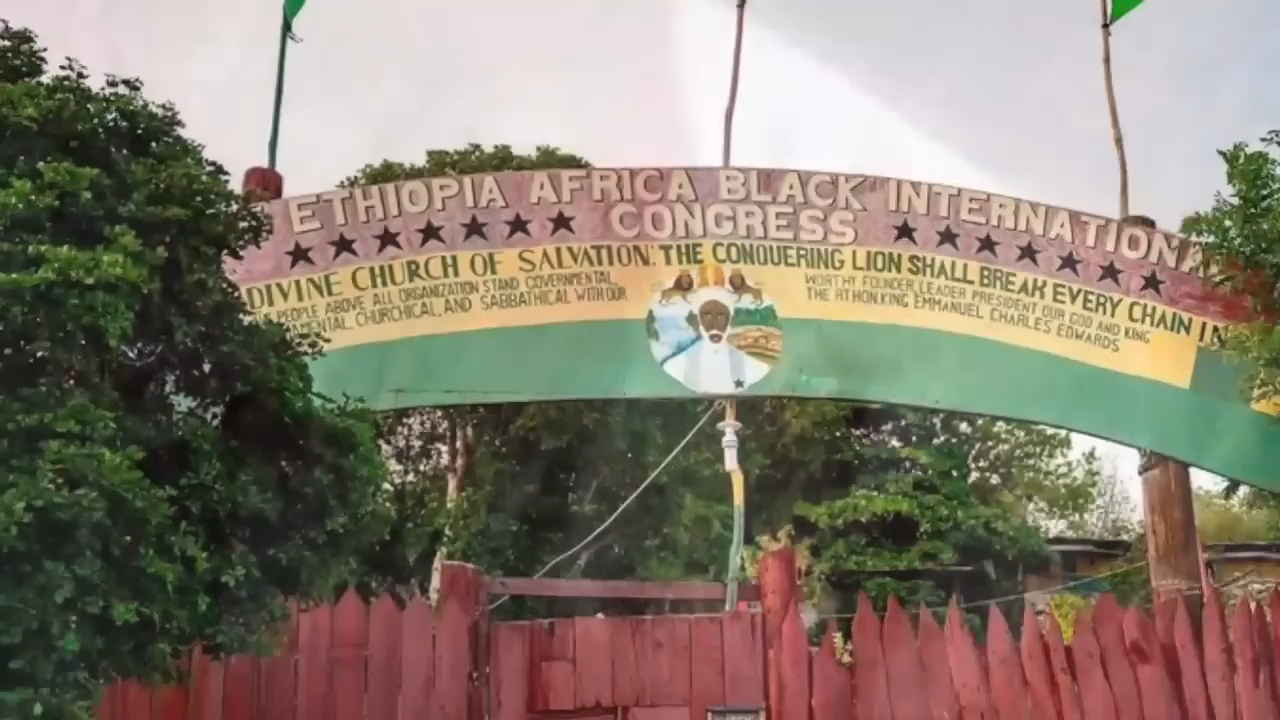 ETHIOPIA AFRICA BLACK INTERNATIONA
CONGRESS
DIVINE CHURCH OF SALVATION: THE CONQUERING LION SHALL BREAK EVERY CHAIN IN
PEOPLE ABOVE ALL ORGANIZATION STAND GOVERNMENTAL,
CHURCHICAL, AND SABBATHICAL WITH OUR
WORTHY FOUNDER LEADER PRESIDENT OUR GOD AND KING
THE RT HON. KING EMMANUEL CHARLES EDWARDS